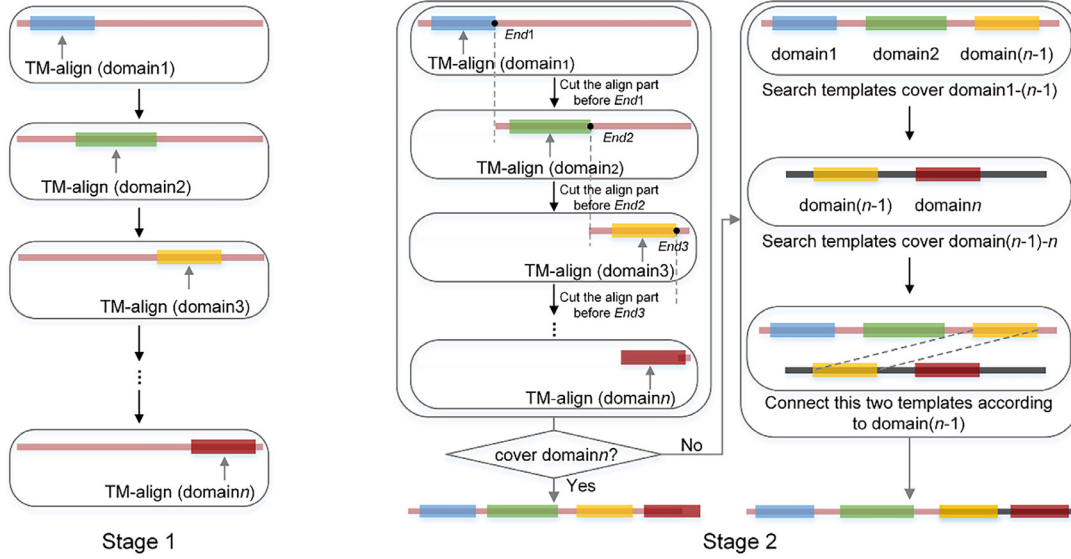 TM-align (domain1)
TM-align (domain2)
TM-align (domain3)
⋮
TM-align (domainn)
Stage 1
End1
TM-align (domain1)
Cut the align part
before End1
End2
TM-align (domain2)
Cut the align part
before End2
End3
TM-align (domain3)
Cut the align part
before End3
⋮
TM-align (domainn)
cover domainn?
No
Yes
domain1 domain2 domain(n-1)
Search templates cover domain1-(n-1)
domain(n-1) domainn
Search templates cover domain(n-1)-n
Connect this two templates according
to domain(n-1)
Stage 2